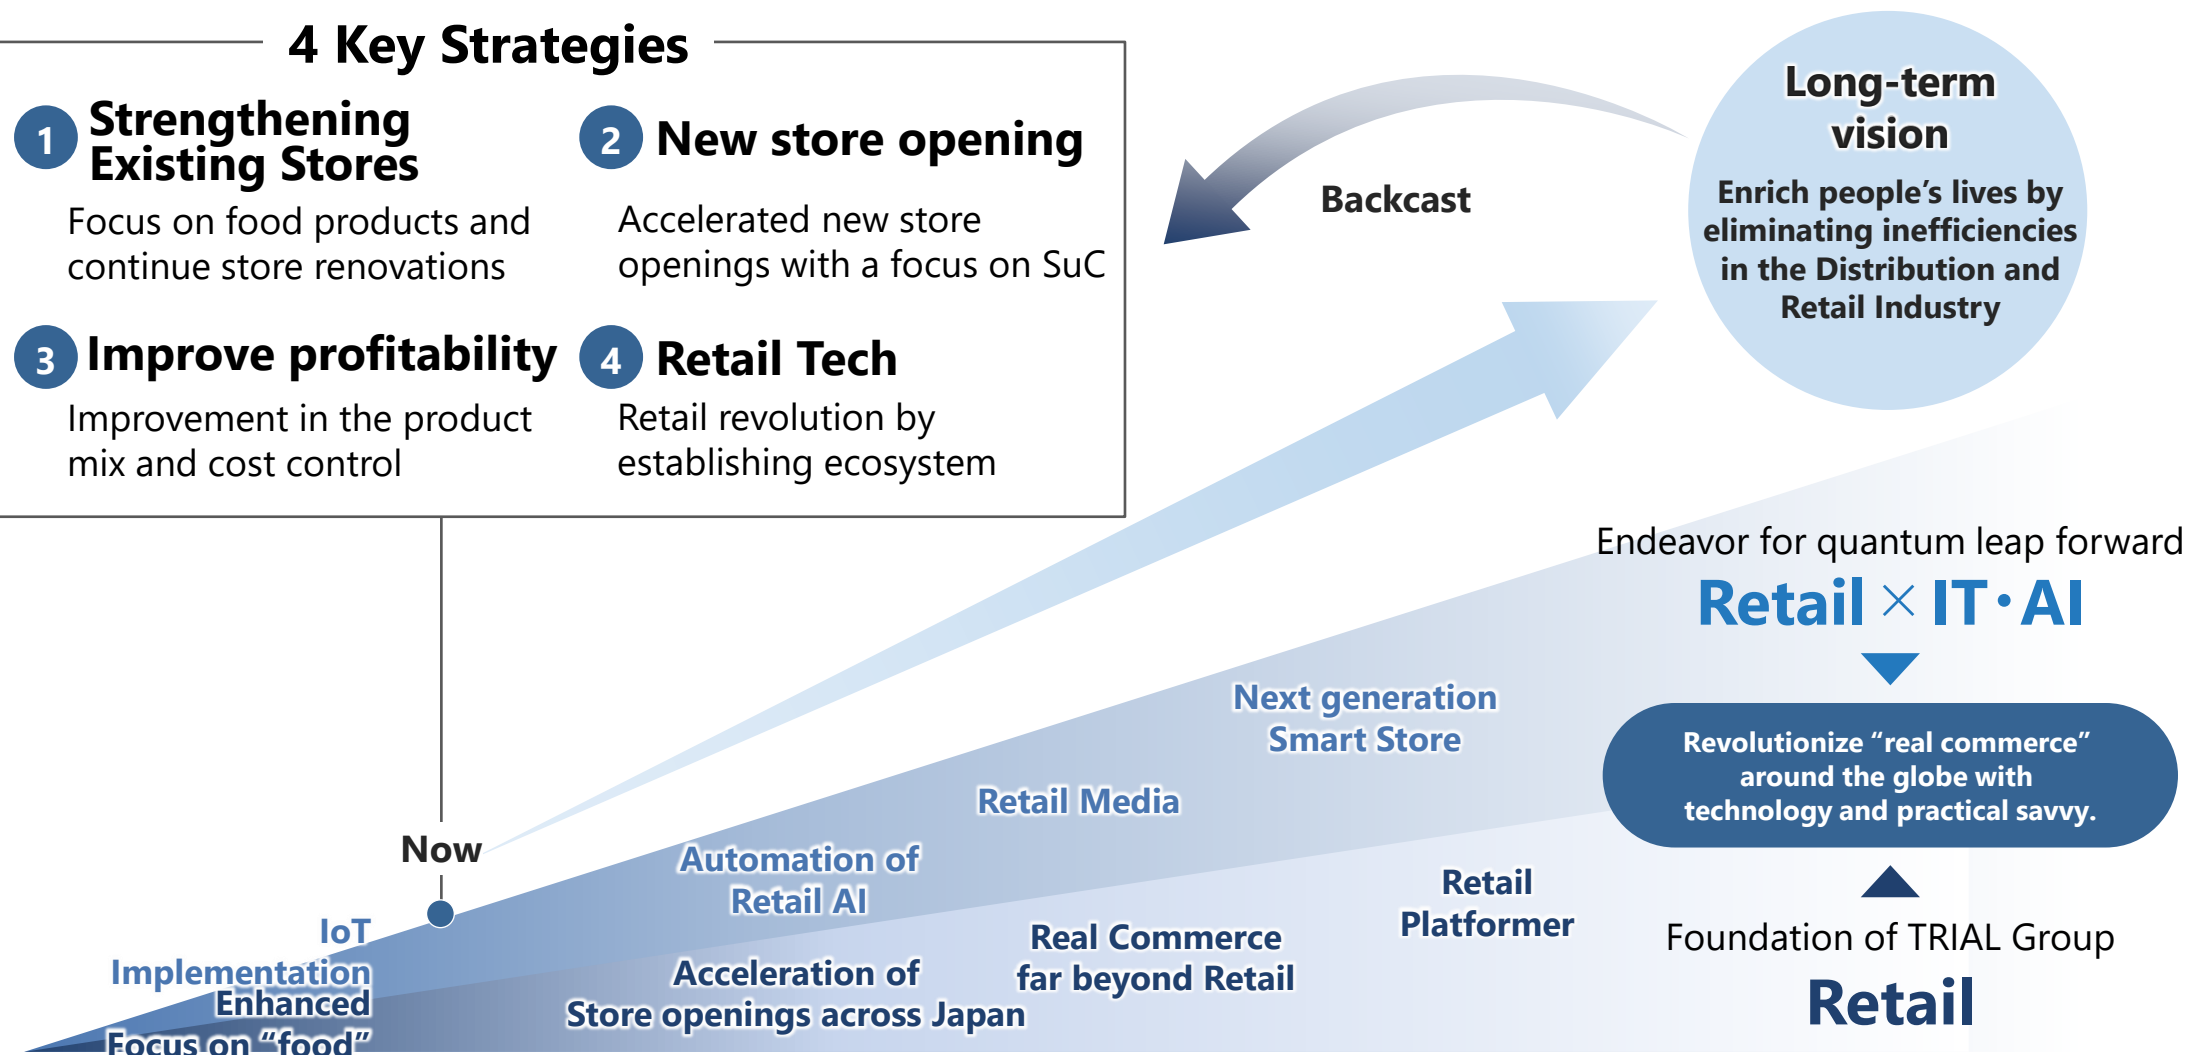 4 Key Strategies
1
Strengthening
Existing Stores
Focus on food products and
continue store renovations
2
New store opening
Accelerated new store
openings with a focus on SuC
3
Improve profitability
Improvement in the product
mix and cost control
4
Retail Tech
Retail revolution by
establishing ecosystem
Backcast
Long-term
vision
Enrich people’s lives by
eliminating inefficiencies
in the Distribution and
Retail Industry
Endeavor for quantum leap forward
Retail × IT・AI
Revolutionize “real commerce”
around the globe with
technology and practical savvy.
Foundation of TRIAL Group
Retail
Now
IoT
Implementation
Automation of
Retail AI
Retail Media
Next generation
Smart Store
Enhanced
Focus on “food”
Acceleration of
Store openings across Japan
Real Commerce
far beyond Retail
Retail
Platformer